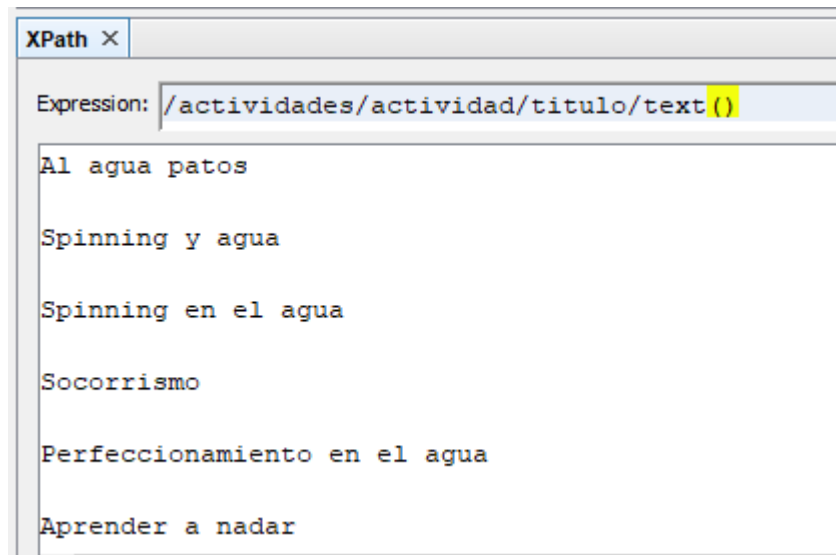 XPath ×
Expression: /actividades/actividad/titulo/text()
Al agua patos
Spinning y agua
Spinning en el agua
Socorrismo
Perfeccionamiento en el agua
Aprender a nadar